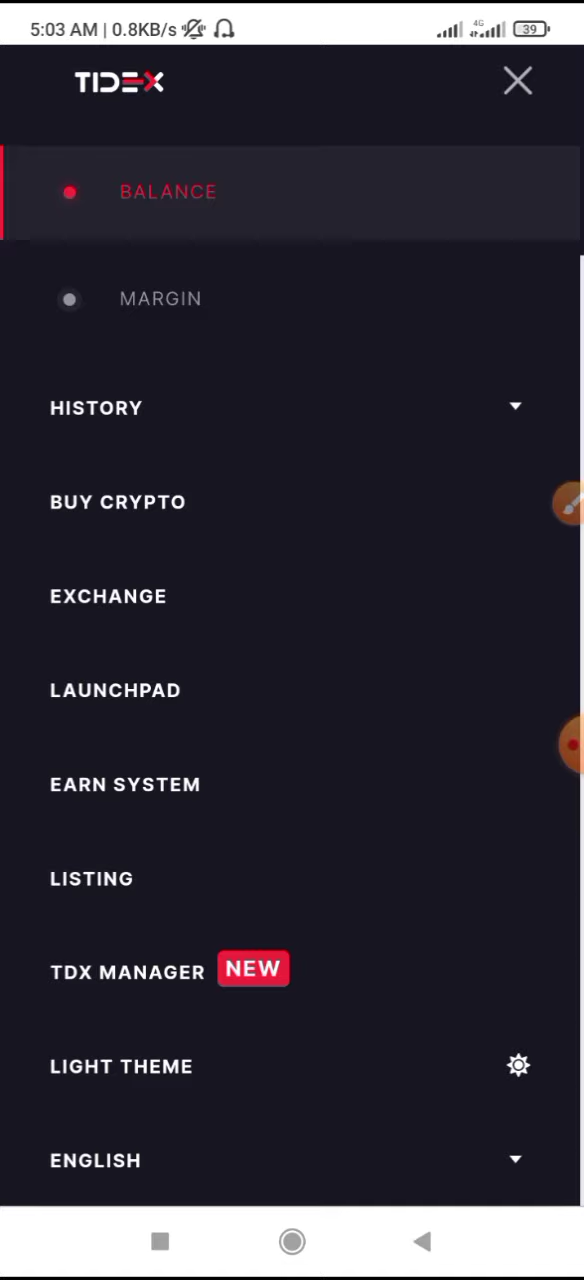 5:03 AM | 0.8KB/s 4G 39
TIDEX
BALANCE
MARGIN
HISTORY
BUY CRYPTO
EXCHANGE
LAUNCHPAD
EARN SYSTEM
LISTING
TDX MANAGER NEW
LIGHT THEME
ENGLISH